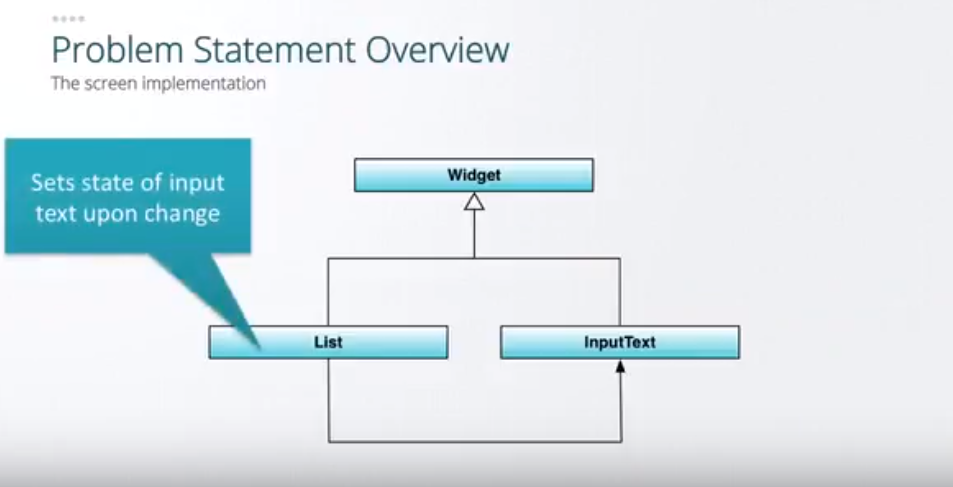 Problem Statement Overview
The screen implementation
Widget
Sets state of input
text upon change
List
InputText